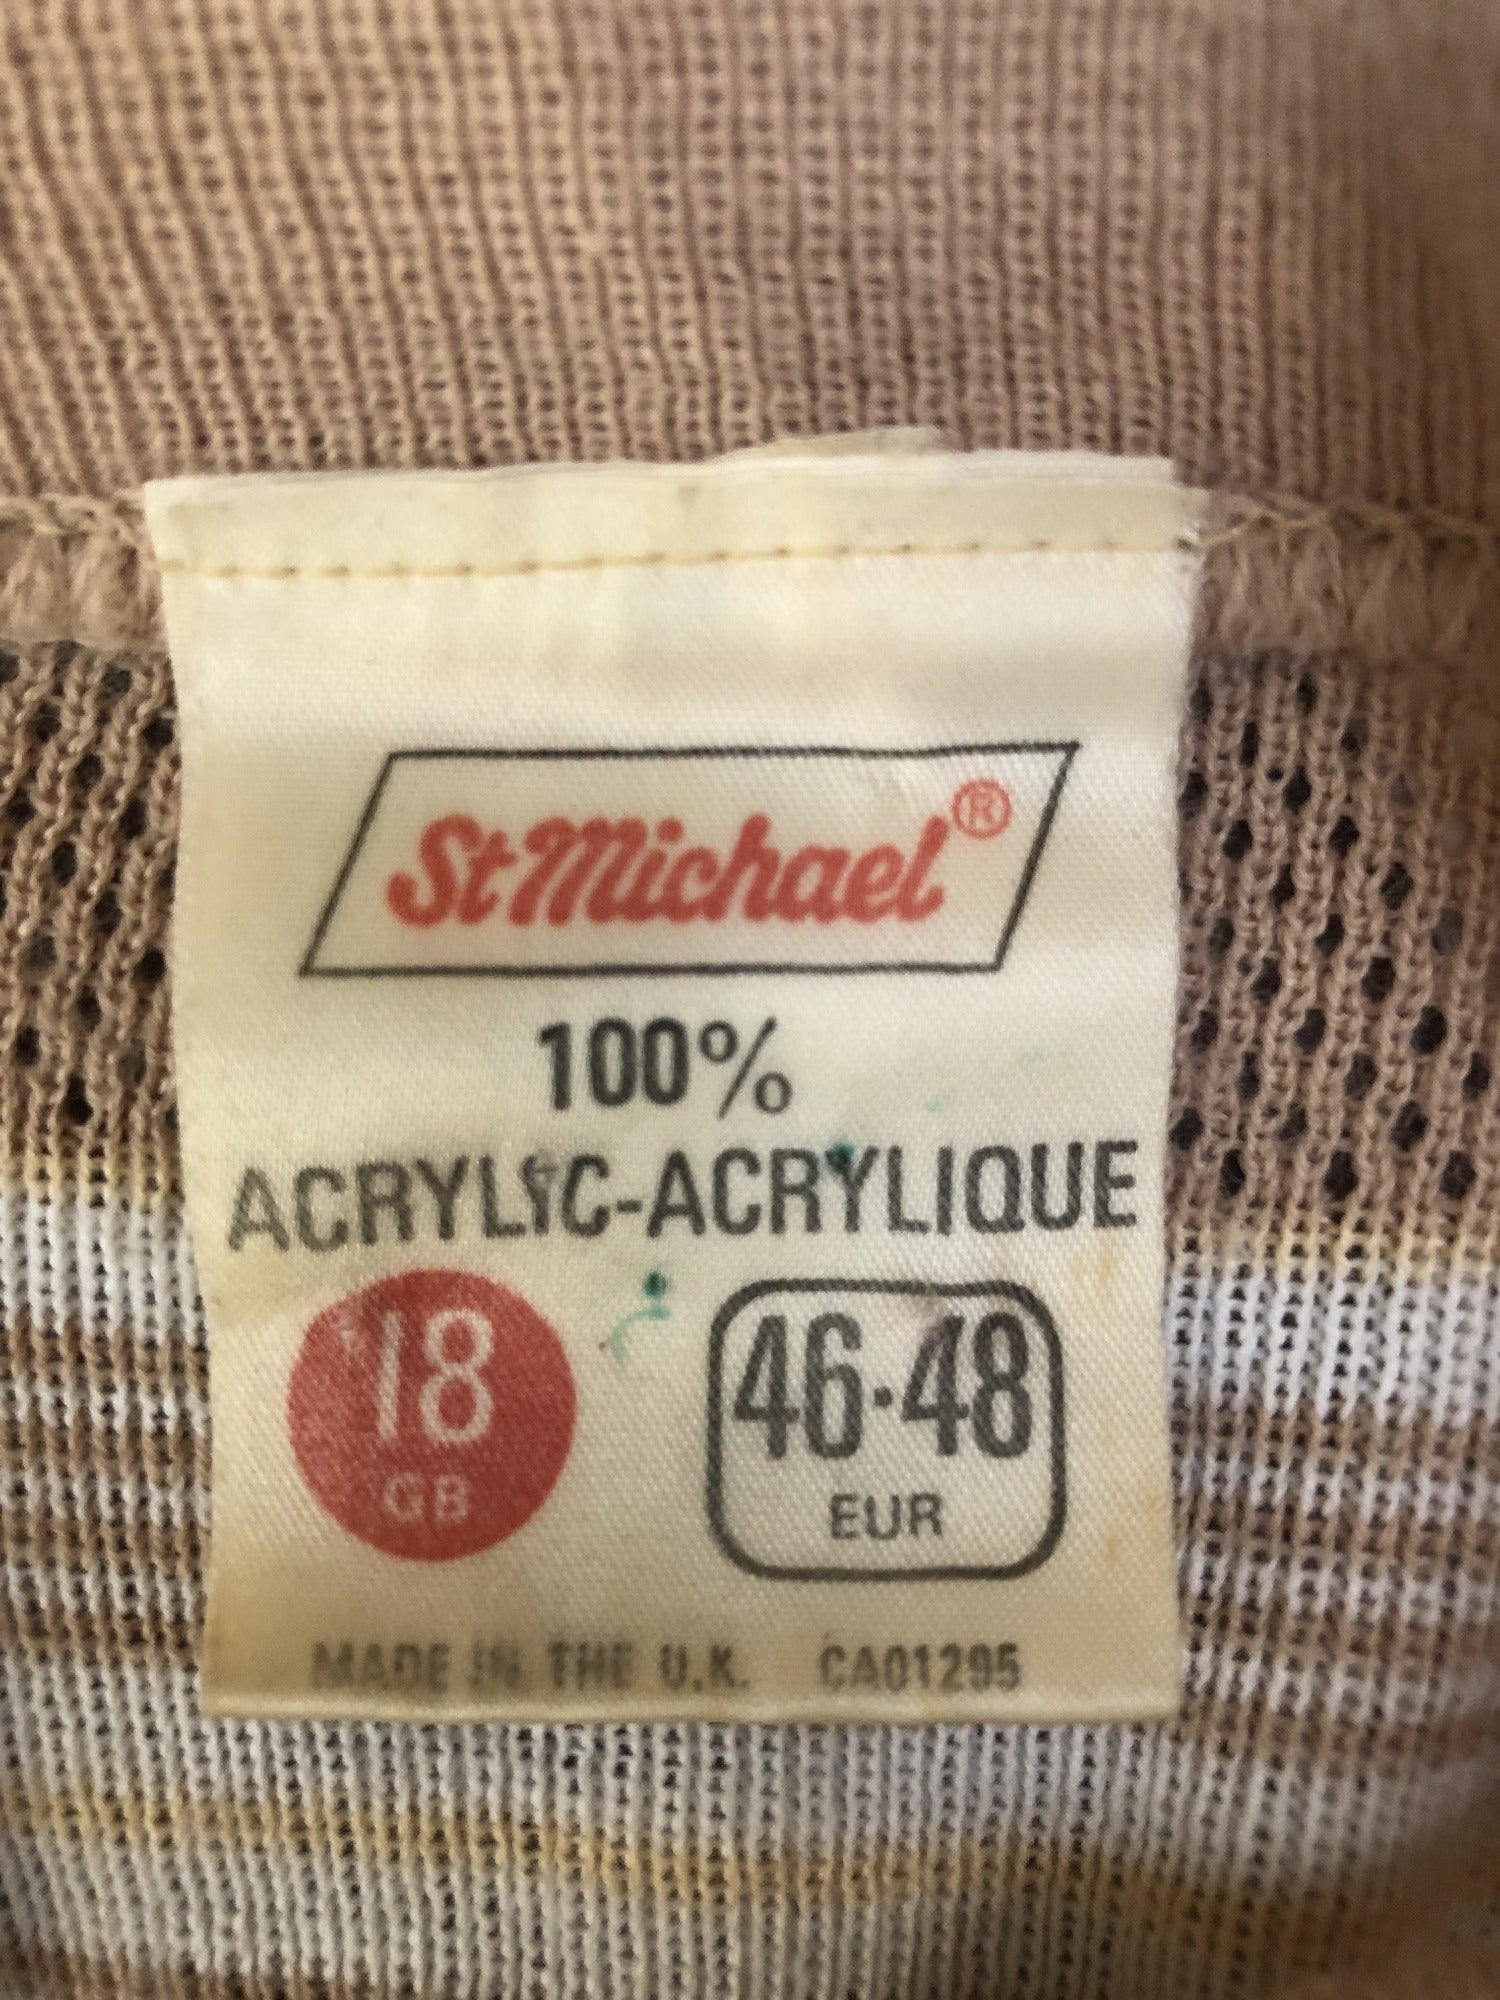 St Michael®
100%
ACRYLIC-ACRYLIQUE
18 46·48
GB EUR
MADE IN THE U.K. CA01295